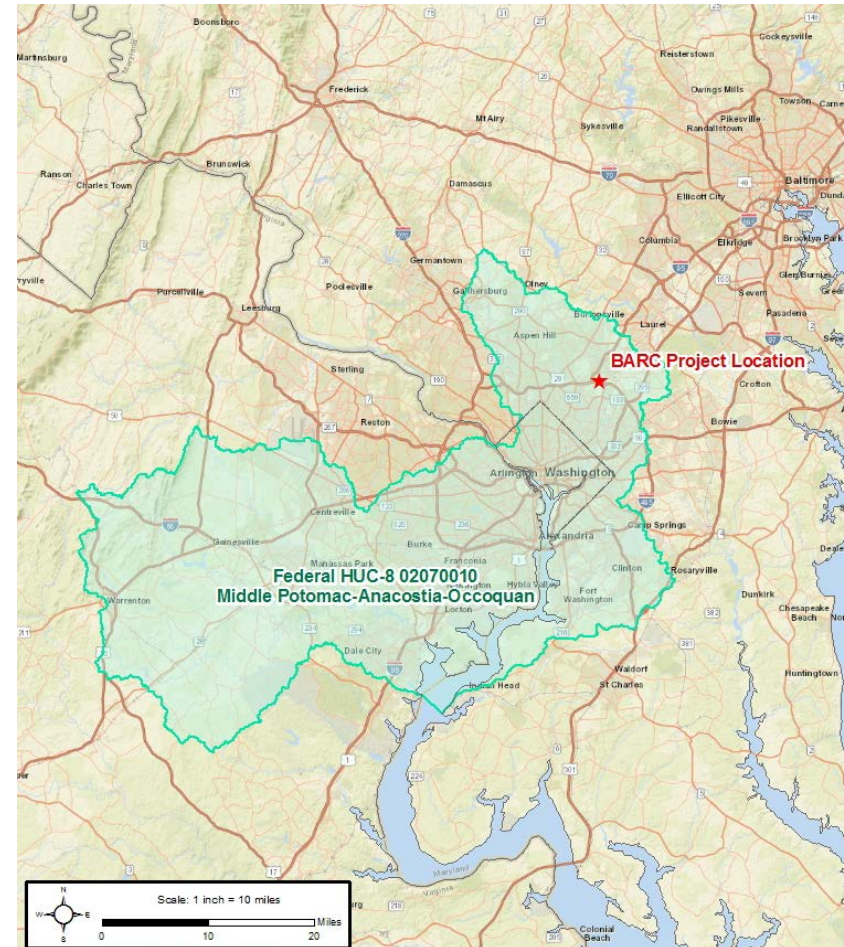 Boonsboro
Martinsburg
Maryland
Cockeysville
Reisterstown
Frederick
Owings Mills
Towson
Mt Airy
Pikesville
Sykesville
Randallstown
Ranson
Brunswick
Charles Town
Damascus
Baltimore
Ellicott City
Virginia
Columbia
Elkridge
Brooklyn Park
Germantown
Glen Burnie
Purcellville
Poolesville
Gaithersburg
Olney
Severn
Pasadena
Leesburg
Burtonsville
Laurel
Aspen Hill
Sterling
BARC Project Location
Crofton
Reston
Bowie
Arlington
Washington
Centreville
Camp Springs
Alexandria
Gainesville
Burke
Manassas Park
Franconia
Clinton
Rosaryville
Federal HUC-8 02070010
Hybla Valley
Fort
Washington
Middle Potomac-Anacostia-Occoquan
Warrenton
Lorton
Dunkirk
Chesapeake
Beach
Dale City
Huntingtown
Waldorf
Indian Head
St Charles
Maryland
Virginia
Colonial
Beach
N
W E
S
Scale: 1 inch = 10 miles
Miles
0 10 20